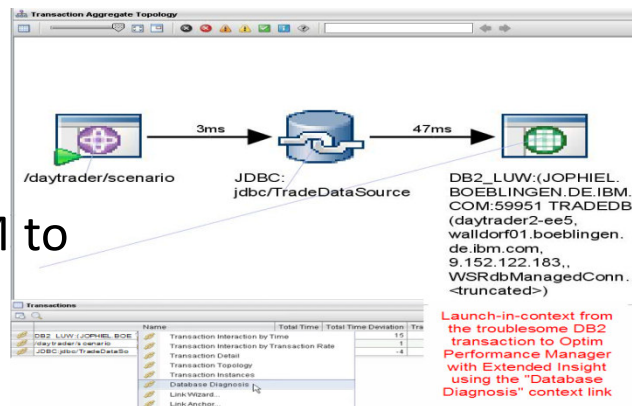 Transaction Aggregate Topology
3ms
47ms
/daytrader/scenario
JDBC:
jdbc/TradeDataSource
DB2_LUW:(JOPHIEL.
BOEBLINGEN.DE.IBM.
COM:59951 TRADEDB
(daytrader2-ee5,
walldorf01.boeblingen.
de.ibm.com,
9.152.122.183,,
WSRdbManagedConn.
<truncated>)
to
Transactions
Name Total Time Total Time Deviation
DB2_LUW:(JOPHIEL.BOE 15
/daytrader/scenario 1
JDBC:jdbc/TradeDataSo -4
Transaction Interaction by Time
Transaction Interaction by Transaction Rate
Transaction Detail
Transaction Topology
Transaction Instances
Database Diagnosis
Link Wizard...
Link Anchor...
Launch-in-context from
the troublesome DB2
transaction to Optim
Performance Manager
with Extended Insight
using the "Database
Diagnosis" context link